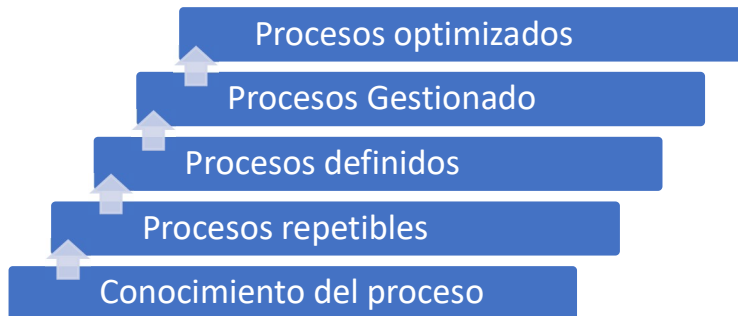 Procesos optimizados
Procesos Gestionado
Procesos definidos
Procesos repetibles
Conocimiento del proceso